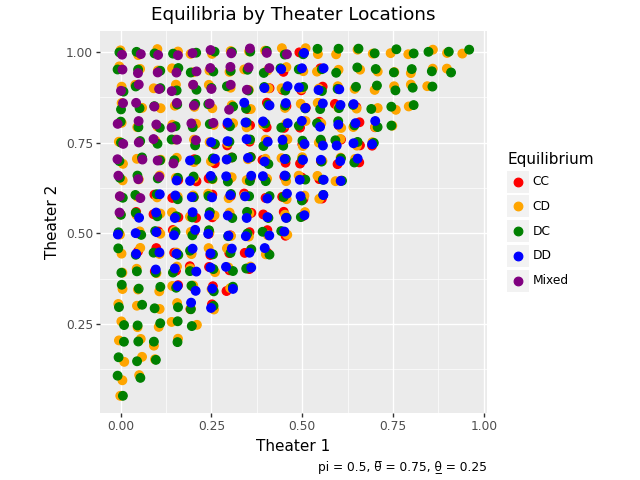 Equilibria by Theater Locations
1.00
0.75
0.50
0.25
Theater 2
0.00 0.25 0.50 0.75 1.00
Theater 1
Equilibrium
CC
CD
DC
DD
Mixed
pi = 0.5, θ̅ = 0.75, θ̲ = 0.25